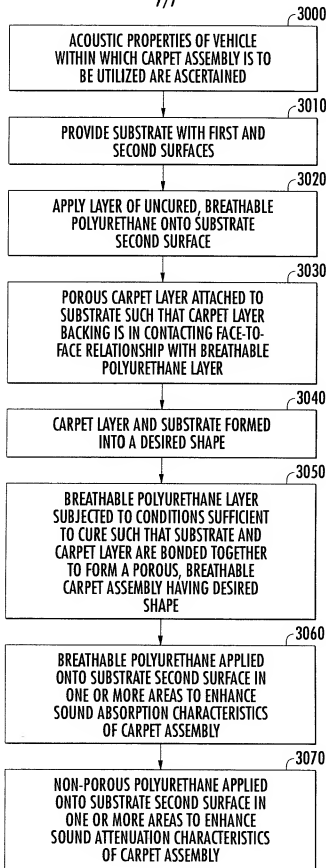 7/7
3000
ACOUSTIC PROPERTIES OF VEHICLE
WITHIN WHICH CARPET ASSEMBLY IS TO
BE UTILIZED ARE ASCERTAINED
3010
PROVIDE SUBSTRATE WITH FIRST AND
SECOND SURFACES
3020
APPLY LAYER OF UNCURED, BREATHABLE
POLYURETHANE ONTO SUBSTRATE
SECOND SURFACE
3030
POROUS CARPET LAYER ATTACHED TO
SUBSTRATE SUCH THAT CARPET LAYER
BACKING IS IN CONTACTING FACE-TO-
FACE RELATIONSHIP WITH BREATHABLE
POLYURETHANE LAYER
3040
CARPET LAYER AND SUBSTRATE FORMED
INTO A DESIRED SHAPE
3050
BREATHABLE POLYURETHANE LAYER
SUBJECTED TO CONDITIONS SUFFICIENT
TO CURE SUCH THAT SUBSTRATE AND
CARPET LAYER ARE BONDED TOGETHER
TO FORM A POROUS, BREATHABLE
CARPET ASSEMBLY HAVING DESIRED
SHAPE
3060
BREATHABLE POLYURETHANE APPLIED
ONTO SUBSTRATE SECOND SURFACE IN
ONE OR MORE AREAS TO ENHANCE
SOUND ABSORPTION CHARACTERISTICS
OF CARPET ASSEMBLY
3070
NON-POROUS POLYURETHANE APPLIED
ONTO SUBSTRATE SECOND SURFACE IN
ONE OR MORE AREAS TO ENHANCE
SOUND ATTENUATION CHARACTERISTICS
OF CARPET ASSEMBLY